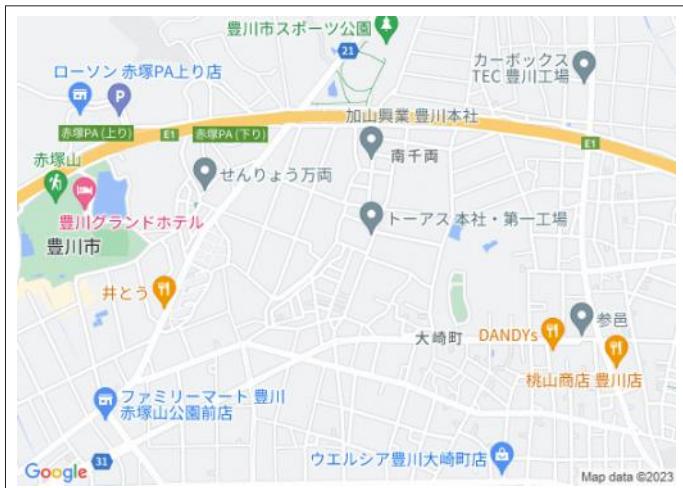 豊川市スポーツ公園
21
カーボックス
TEC 豊川工場
ローソン 赤塚PA上り店
P
赤塚PA (上り)
E1
赤塚PA (下り)
加山興業 豊川本社
E1
南千両
赤塚山
せんりょう万両
豊川グランドホテル
豊川市
トーアス 本社・第一工場
井とう
大崎町
DANDYs
参邑
桃山商店 豊川店
ファミリーマート 豊川
赤塚山公園前店
31
ウエルシア豊川大崎町店
Google
Map data ©2023